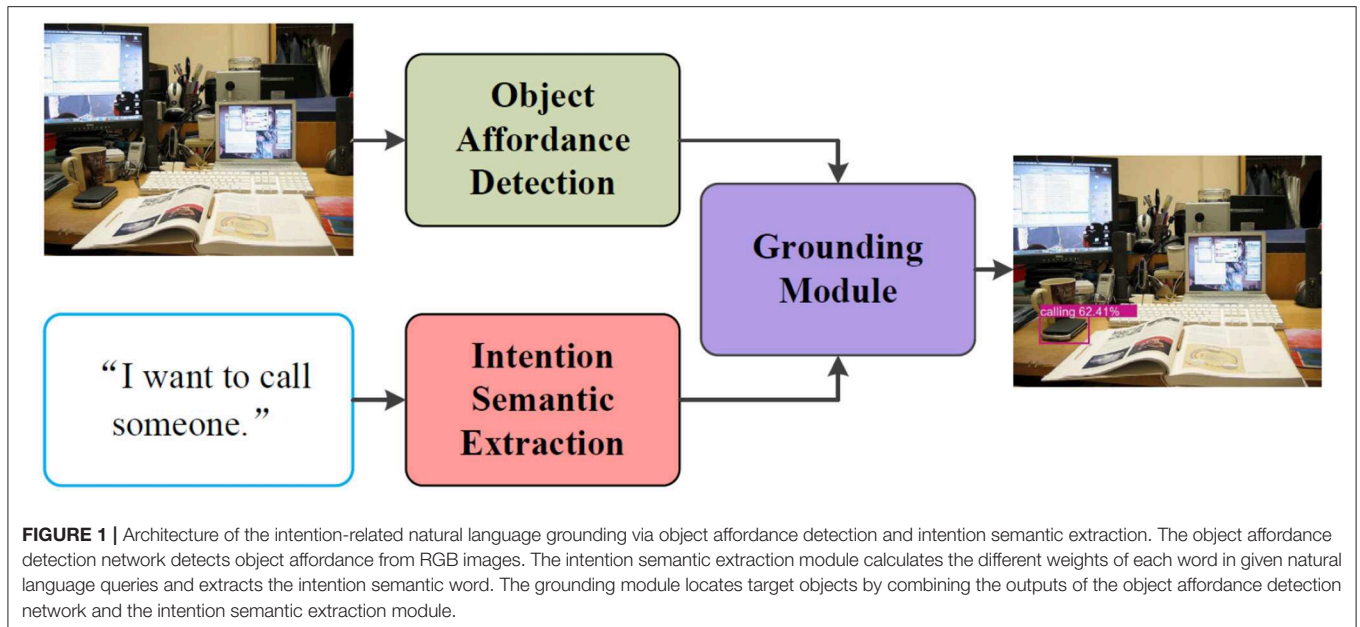 Object
Affordance
Detection
Grounding
Module
calling 62.41%
“I want to call
someone.”
Intention
Semantic
Extraction
FIGURE 1 | Architecture of the intention-related natural language grounding via object affordance detection and intention semantic extraction. The object affordance
detection network detects object affordance from RGB images. The intention semantic extraction module calculates the different weights of each word in given natural
language queries and extracts the intention semantic word. The grounding module locates target objects by combining the outputs of the object affordance detection
network and the intention semantic extraction module.